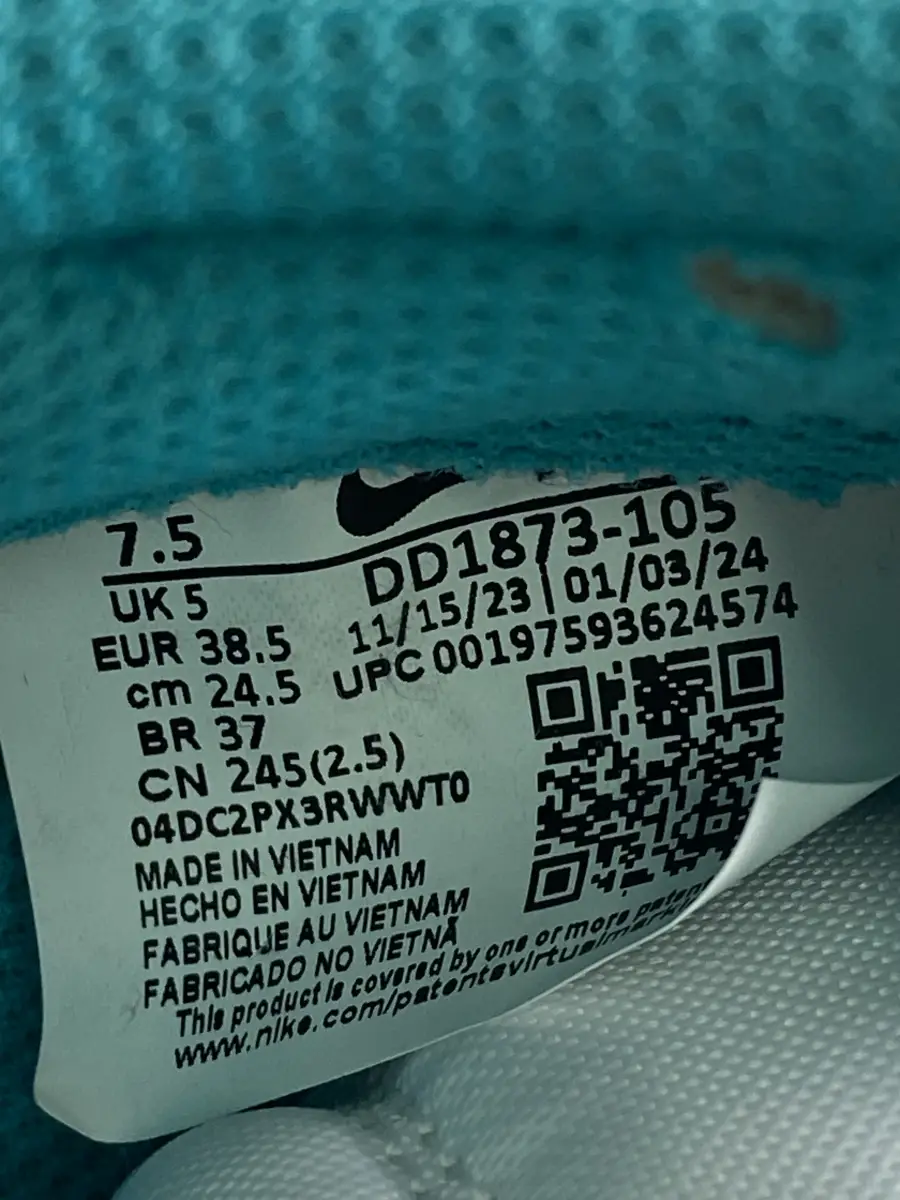 7.5
DD1873-105
UK 5
11/15/23 | 01/03/24
EUR 38.5
UPC 00197593624574
cm 24.5
BR 37
CN 245(2.5)
04DC2PX3RWWT0
MADE IN VIETNAM
HECHO EN VIETNAM
FABRIQUE AU VIETNAM
FABRICADO NO VIETNÃ
This product is covered by one or more
www.nike.com/patentsvirtual